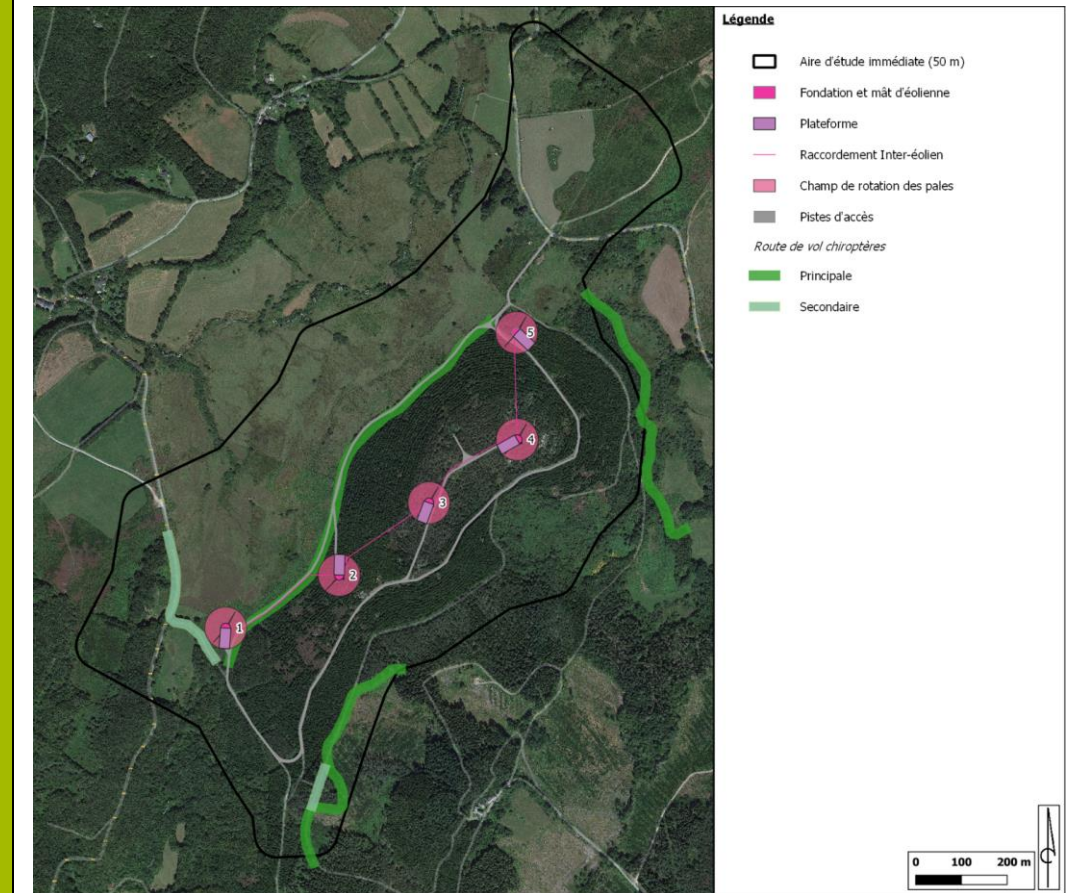 Légende
Aire d'étude immédiate (50 m)
Fondation et mât d'éolienne
Plateforme
Raccordement Inter-éolien
Champ de rotation des pales
Pistes d'accès
Route de vol chiroptères
Principale
Secondaire
5
4
3
2
1
0 100 200 m